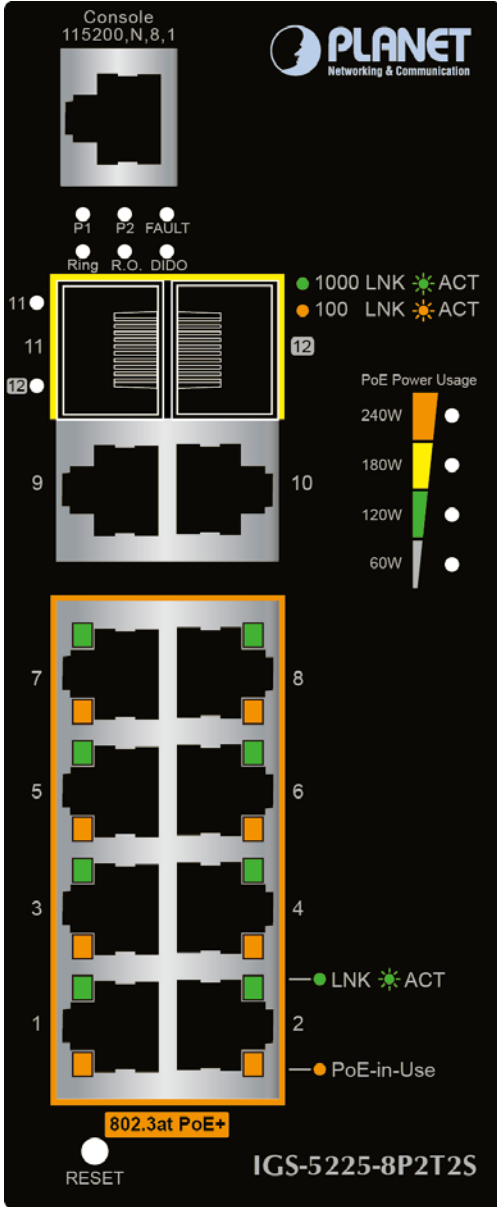 Console
115200,N,8,1
PLANET
Networking & Communication
P1 P2 FAULT
Ring R.O. DIDO
11
1000 LNK ACT
100 LNK ACT
11
12
12
PoE Power Usage
240W
180W
120W
60W
9
10
7
8
5
6
3
4
LNK ACT
1
2
PoE-in-Use
802.3at PoE+
RESET
IGS-5225-8P2T2S